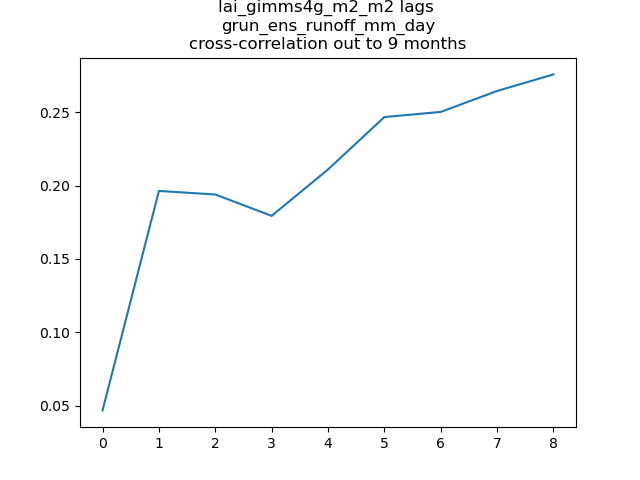 lai_gimms4g_m2_m2 lags
grun_ens_runoff_mm_day
cross-correlation out to 9 months
0.25
0.20
0.15
0.10
0.05
0 1 2 3 4 5 6 7 8